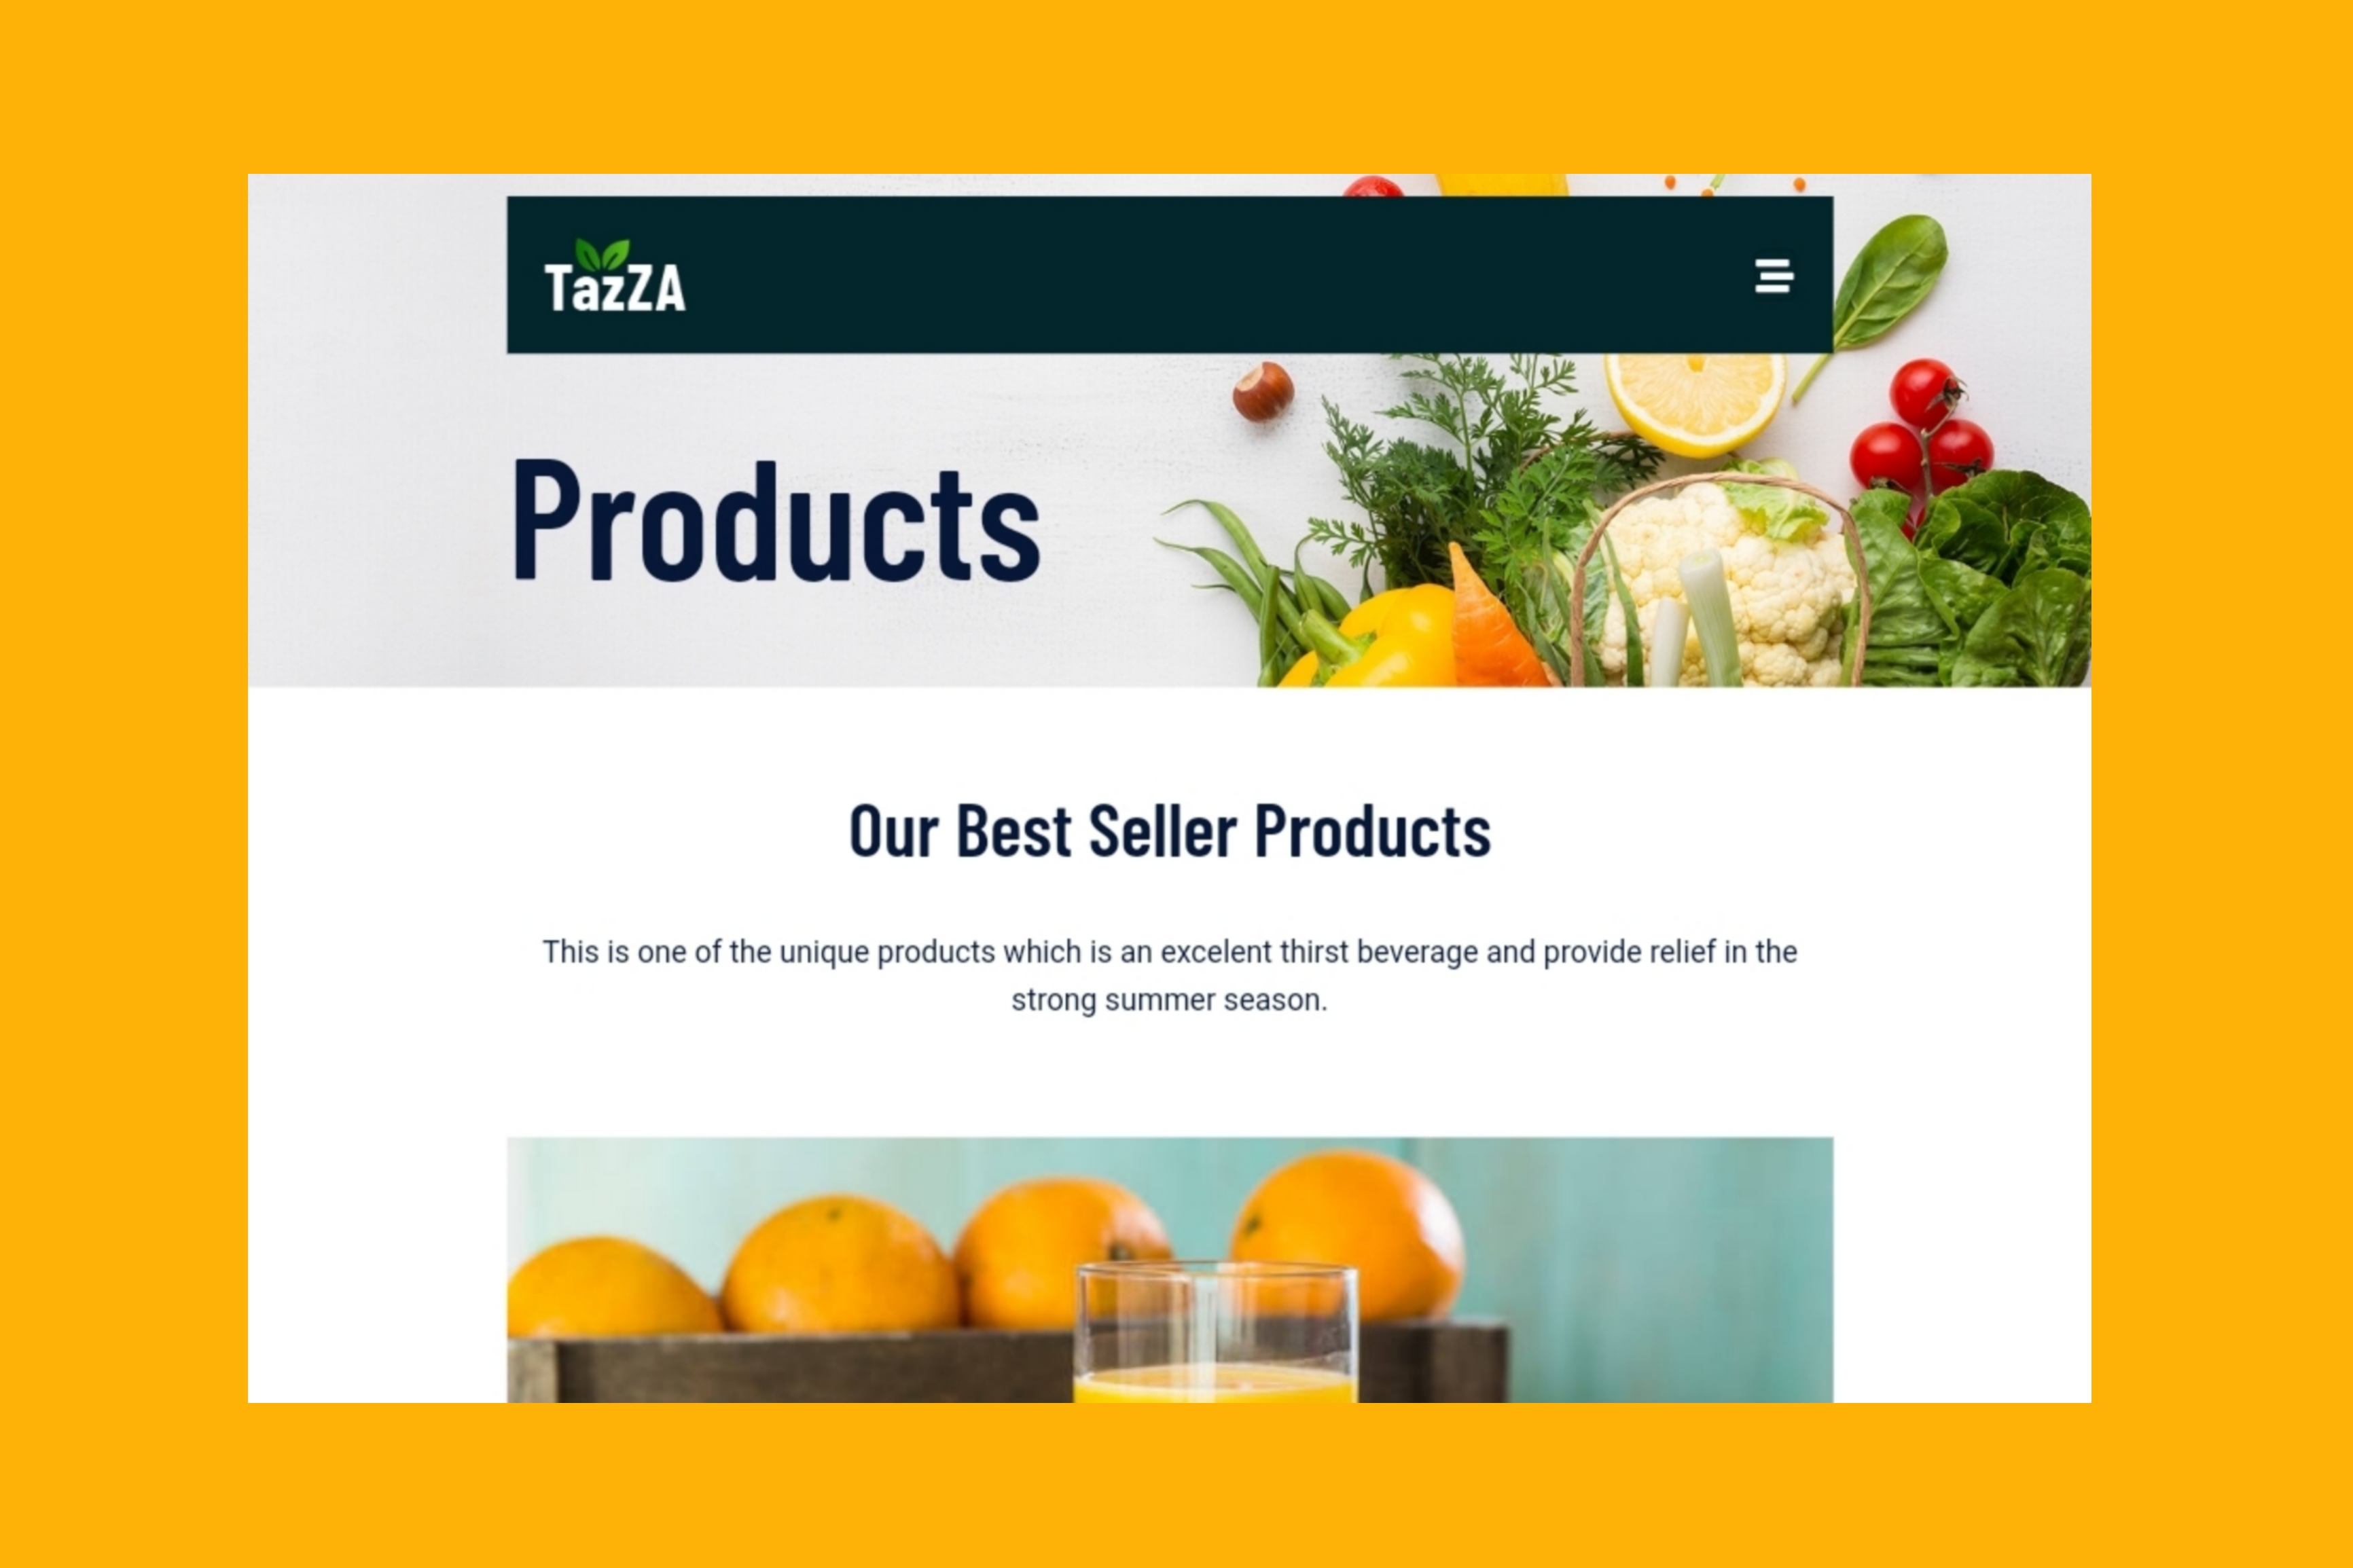 TazZA
Products
Our Best Seller Products
This is one of the unique products which is an excelent thirst beverage and provide relief in the
strong summer season.